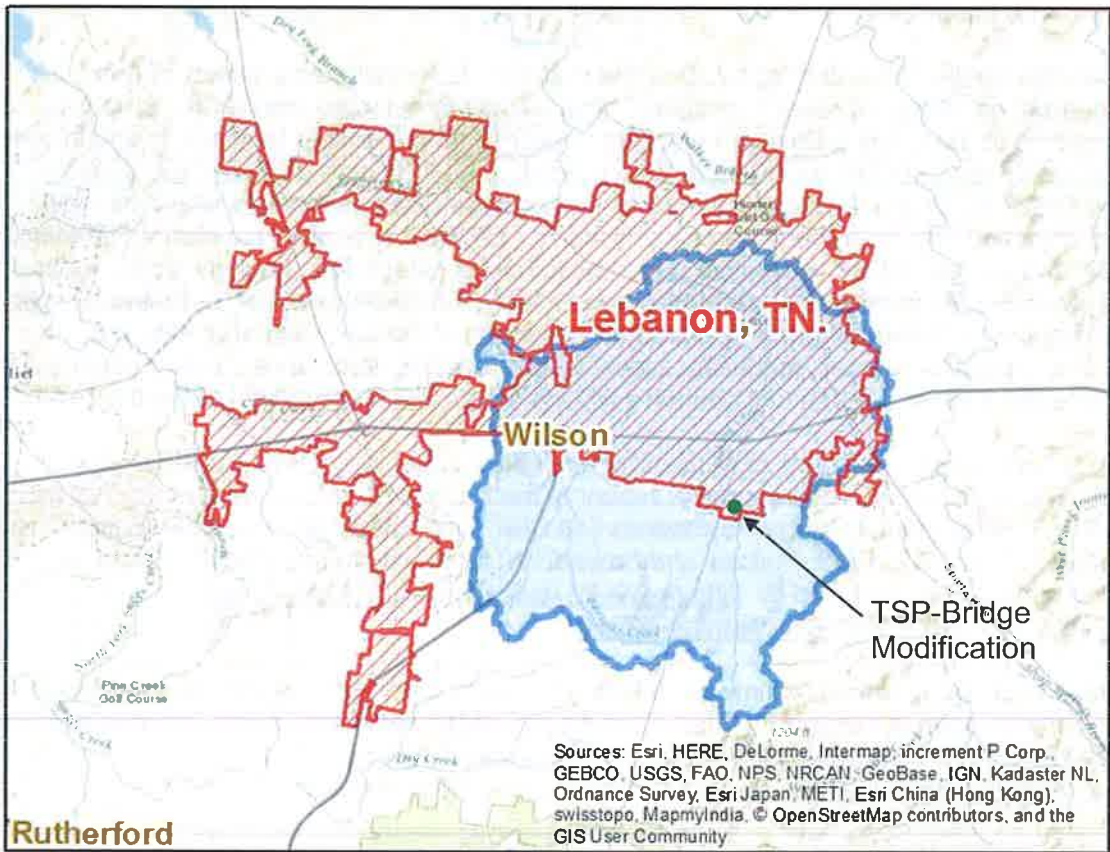 Lebanon, TN.
Wilson
TSP-Bridge
Modification
Pine Creek
Golf Course
1204 ft
Sources: Esri, HERE, DeLorme, Intermap, increment P Corp.,
GEBCO, USGS, FAO, NPS, NRCAN, GeoBase, IGN, Kadaster NL,
Ordnance Survey, Esri Japan, METI, Esri China (Hong Kong),
swisstopo, MapmyIndia, © OpenStreetMap contributors, and the
GIS User Community
Rutherford